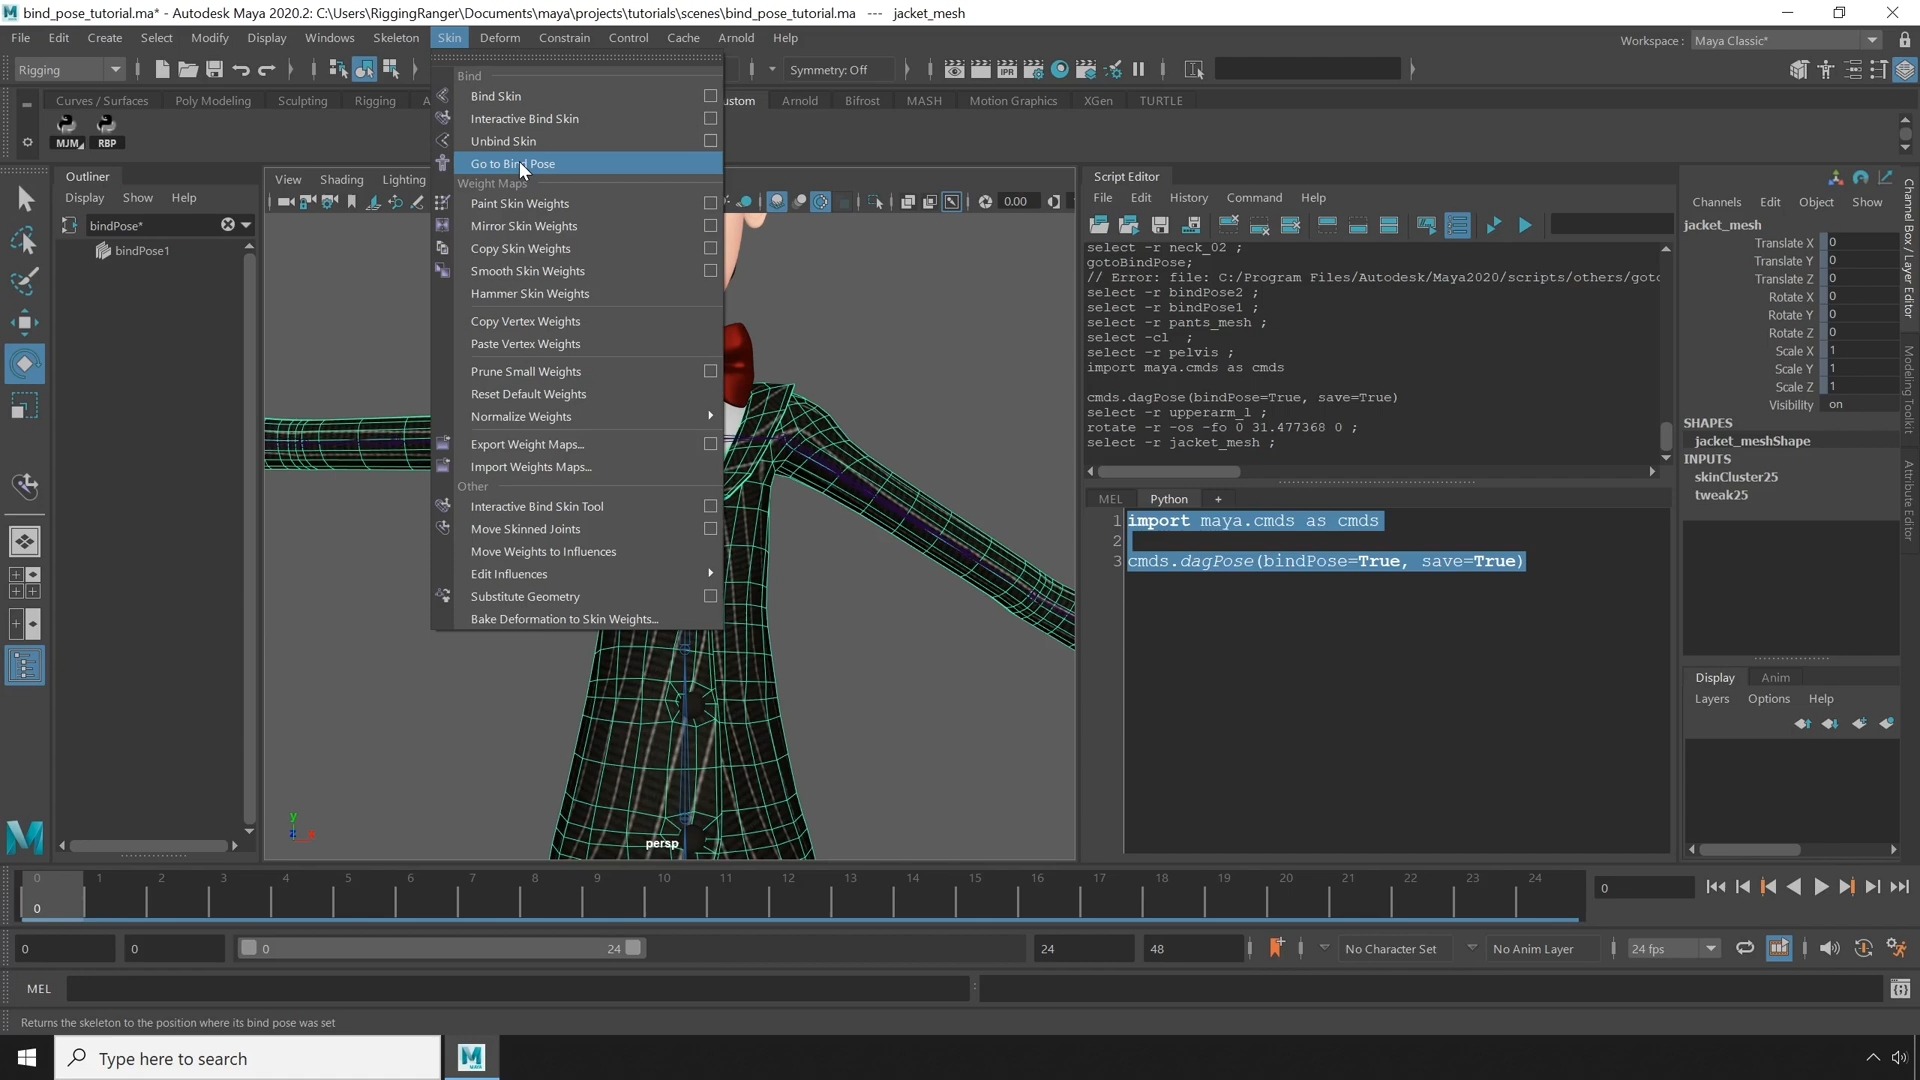 bind_pose_tutorial.ma* - Autodesk Maya 2020.2: C:\Users\RiggingRanger\Documents\maya\projects\tutorials\scenes\bind_pose_tutorial.ma --- jacket_mesh
File Edit Create Select Modify Display Windows Skeleton Skin Deform Constrain Control Cache Arnold Help
Workspace : Maya Classic*
Rigging
Symmetry: Off
Curves / Surfaces Poly Modeling Sculpting Rigging A ustom Arnold Bifrost MASH Motion Graphics XGen TURTLE
MJM RBP
Bind
Bind Skin
Interactive Bind Skin
Unbind Skin
Go to Bind Pose
Weight Maps
Paint Skin Weights
Mirror Skin Weights
Copy Skin Weights
Smooth Skin Weights
Hammer Skin Weights
Copy Vertex Weights
Paste Vertex Weights
Prune Small Weights
Reset Default Weights
Normalize Weights
Export Weight Maps...
Import Weights Maps...
Other
Interactive Bind Skin Tool
Move Skinned Joints
Move Weights to Influences
Edit Influences
Substitute Geometry
Bake Deformation to Skin Weights...
Outliner
Display Show Help
bindPose*
bindPose1
View Shading Lighting
0.00
persp
y
z
x
Script Editor
File Edit History Command Help
select -r neck_02 ;
gotoBindPose;
// Error: file: C:/Program Files/Autodesk/Maya2020/scripts/others/goto
select -r bindPose2 ;
select -r bindPose1 ;
select -r pants_mesh ;
select -cl ;
select -r pelvis ;
import maya.cmds as cmds
cmds.dagPose(bindPose=True, save=True)
select -r upperarm_l ;
rotate -r -os -fo 0 31.477368 0 ;
select -r jacket_mesh ;
MEL Python +
1 import maya.cmds as cmds
2
3 cmds.dagPose(bindPose=True, save=True)
Channels Edit Object Show
jacket_mesh
Translate X 0
Translate Y 0
Translate Z 0
Rotate X 0
Rotate Y 0
Rotate Z 0
Scale X 1
Scale Y 1
Scale Z 1
Visibility on
SHAPES
jacket_meshShape
INPUTS
skinCluster25
tweak25
Display Anim
Layers Options Help
Channel Box / Layer Editor
Modeling Toolkit
Attribute Editor
0 1 2 3 4 5 6 7 8 9 10 11 12 13 14 15 16 17 18 19 20 21 22 23 24
0
0
0 0 0 24 24 48 No Character Set No Anim Layer 24 fps
MEL
Returns the skeleton to the position where its bind pose was set
Type here to search
MAYA